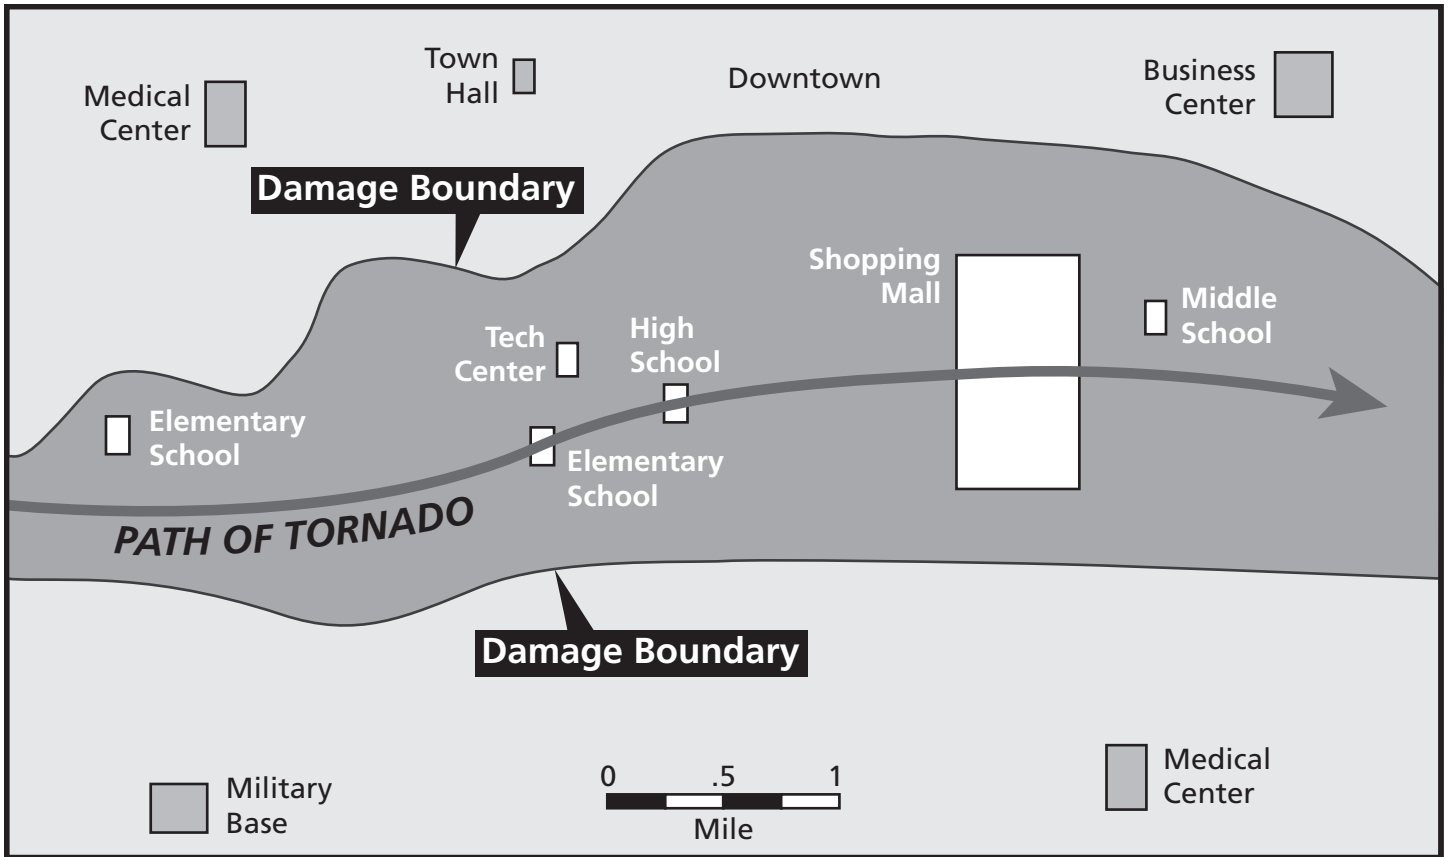 Medical
Center
Town
Hall
Downtown
Business
Center
Damage Boundary
Shopping
Mall
Middle
School
Tech
Center
High
School
Elementary
School
Elementary
School
PATH OF TORNADO
Damage Boundary
Military
Base
0 .5 1
Mile
Medical
Center